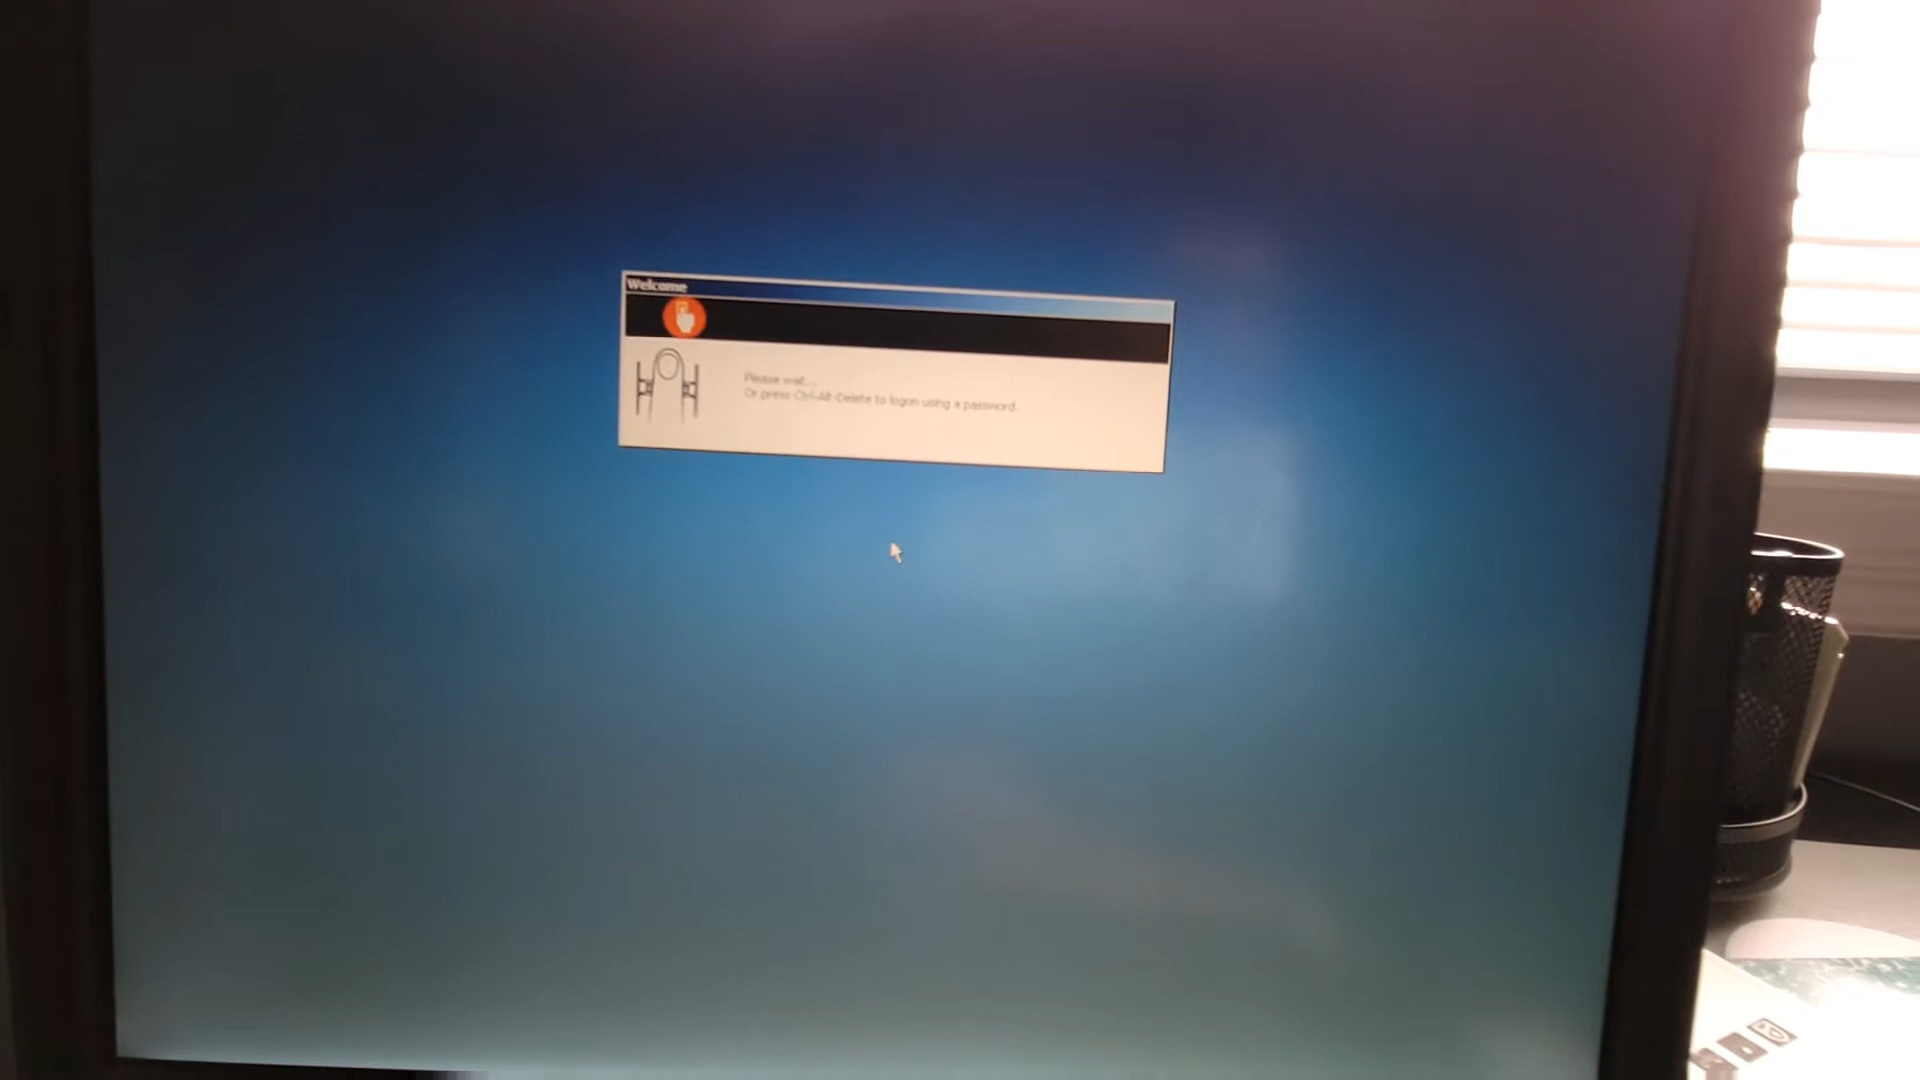 Welcome
Please wait...
Or press Ctrl-Alt-Delete to logon using a password.